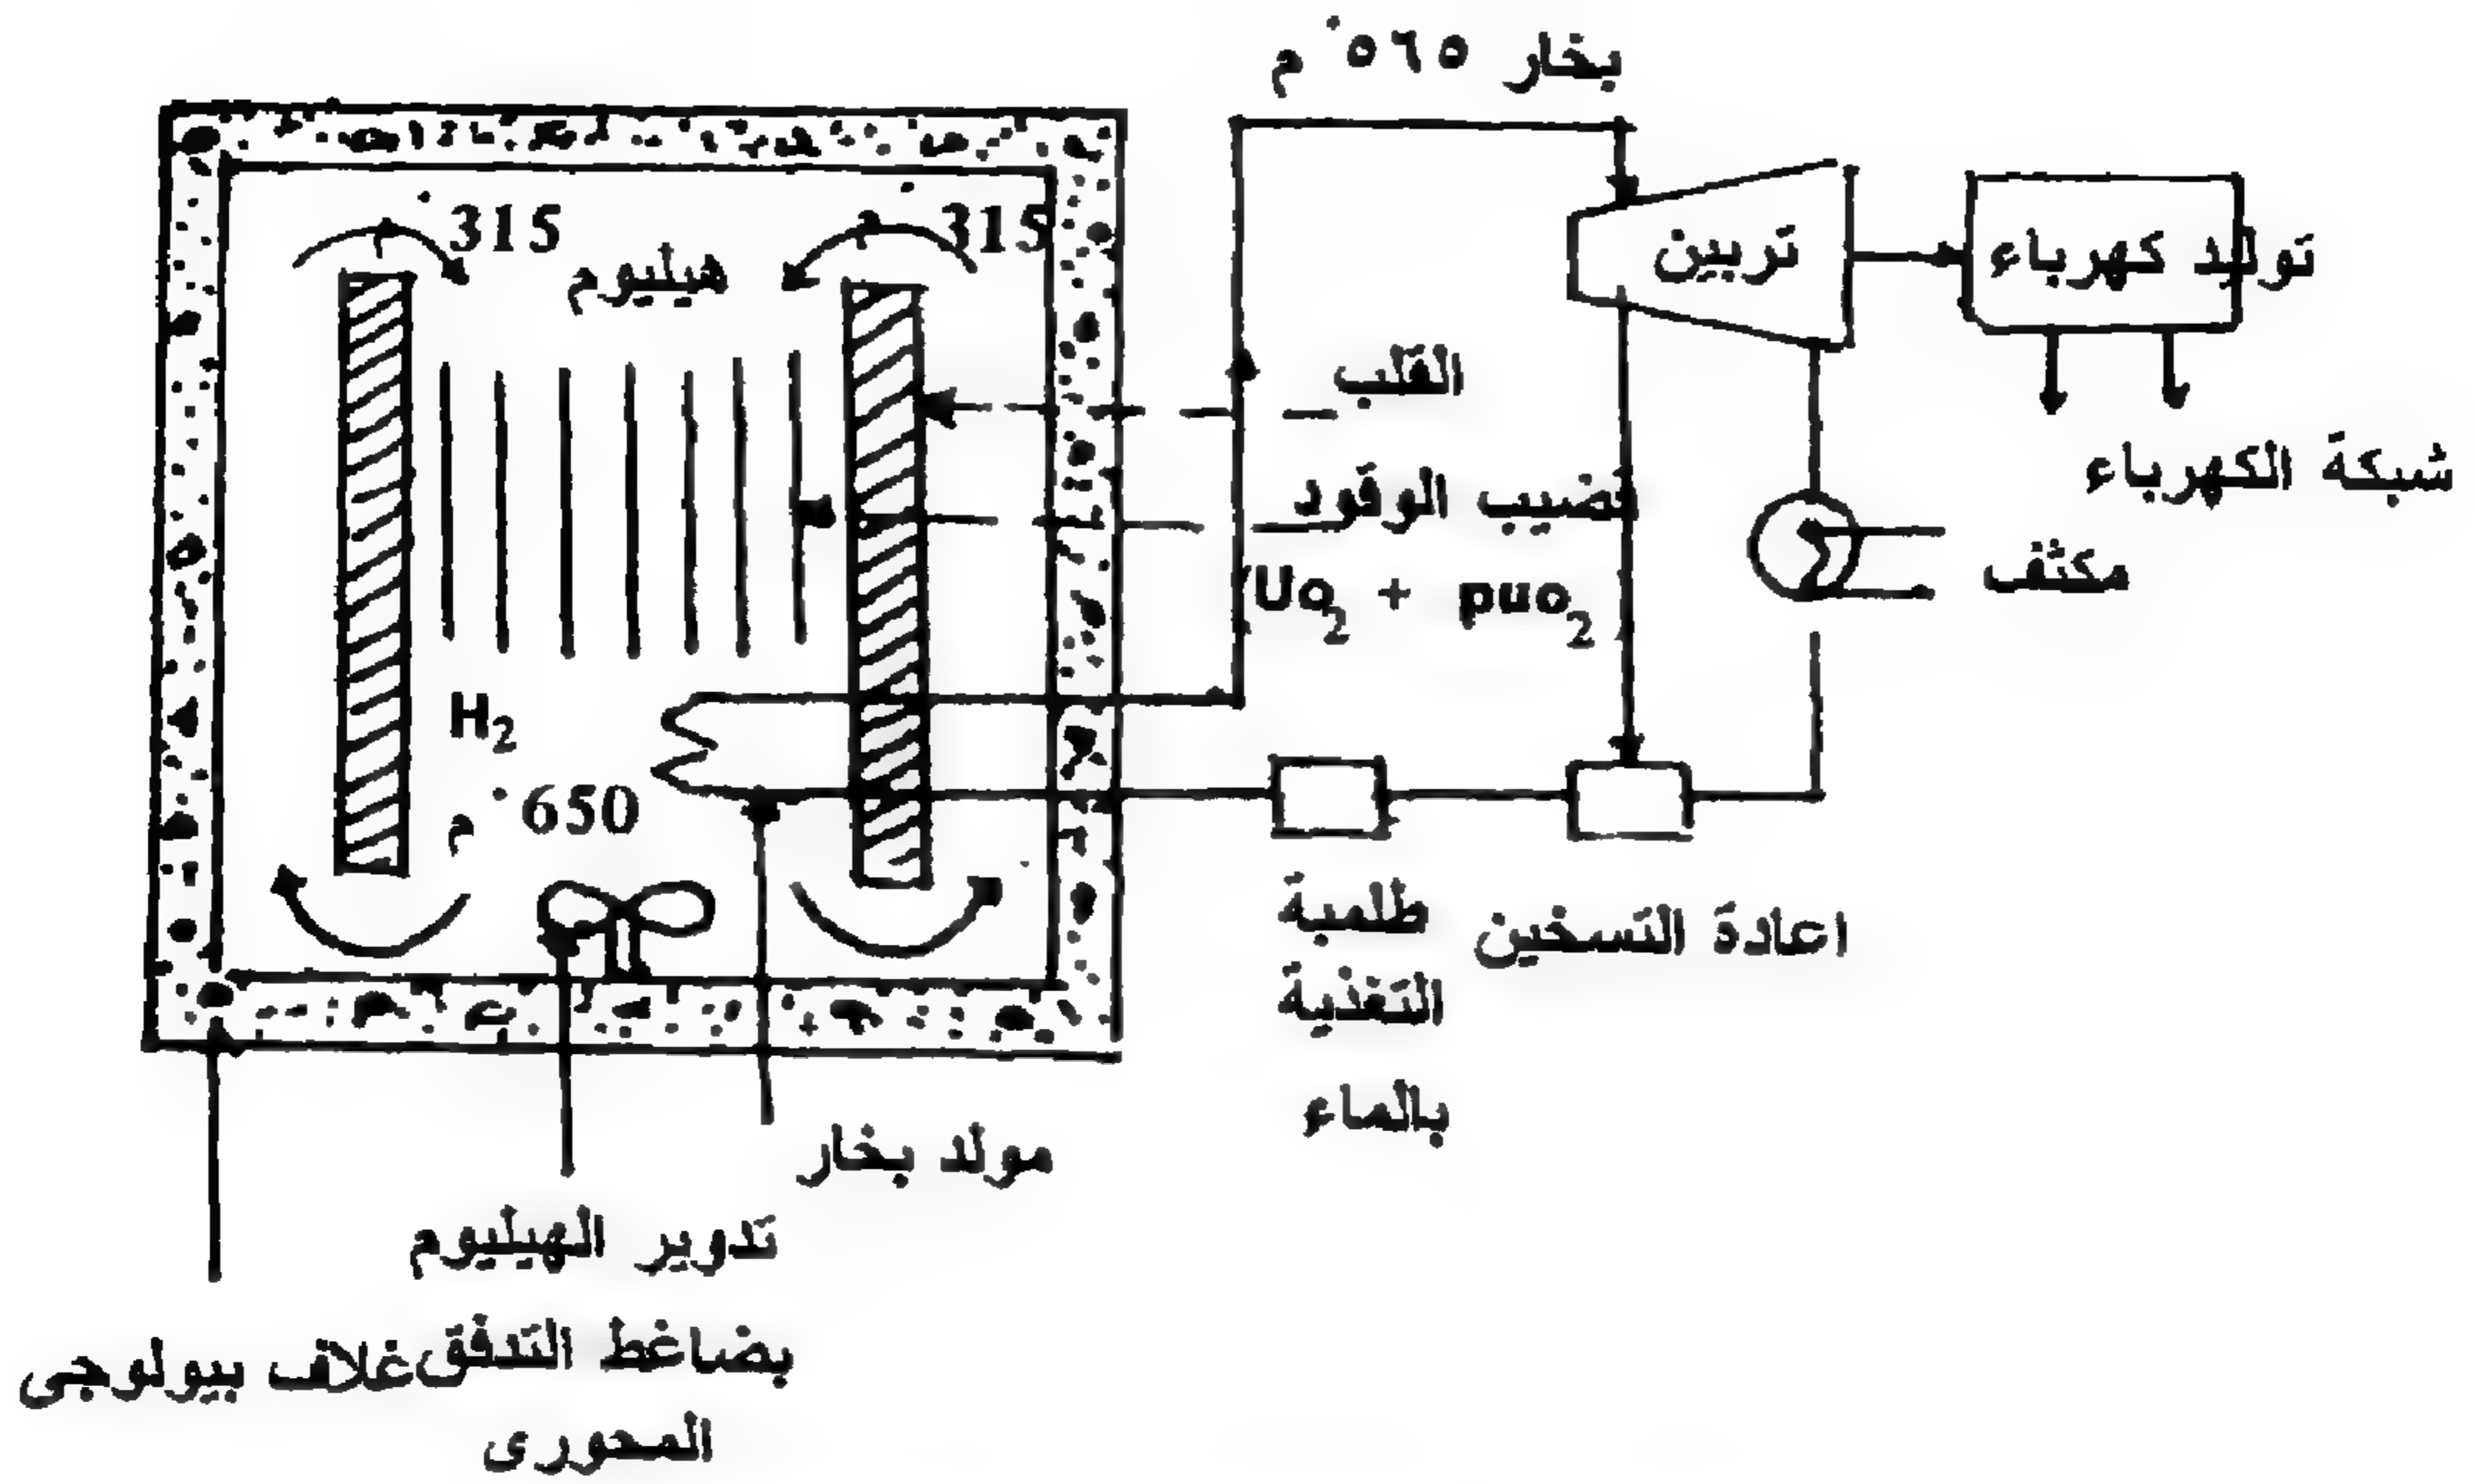 بخار ٥٦٥° م
315°
315°
هيليوم
تربين
توليد كهرباء
القلب
شبكة الكهرباء
قضيب الوقود
مكثف
Uo2 + puo2
H2
650° م
طلمبة
التغذية
بالماء
اعادة التسخين
مولد بخار
تدوير الهيليوم
بضاغط التدفق
المحورى
غلاف بيولوجى